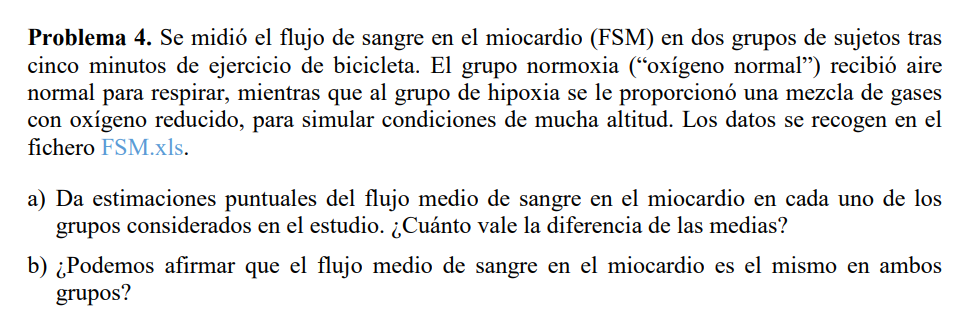 Problema 4. Se midió el flujo de sangre en el miocardio (FSM) en dos grupos de sujetos tras
cinco minutos de ejercicio de bicicleta. El grupo normoxia (“oxígeno normal”) recibió aire
normal para respirar, mientras que al grupo de hipoxia se le proporcionó una mezcla de gases
con oxígeno reducido, para simular condiciones de mucha altitud. Los datos se recogen en el
fichero FSM.xls.
a) Da estimaciones puntuales del flujo medio de sangre en el miocardio en cada uno de los
grupos considerados en el estudio. ¿Cuánto vale la diferencia de las medias?
b) ¿Podemos afirmar que el flujo medio de sangre en el miocardio es el mismo en ambos
grupos?